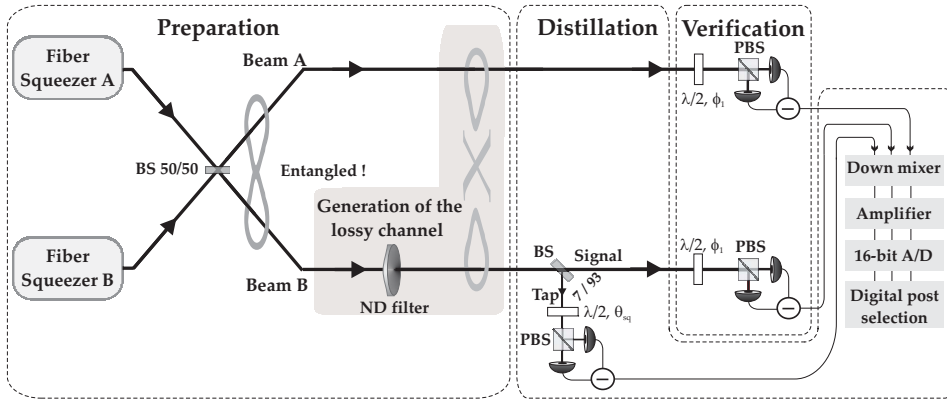 Preparation
Distillation
Verification
Fiber
Squeezer A
Beam A
PBS
λ/2, ϕ₁
BS 50/50
Entangled !
Down mixer
Generation of the
lossy channel
Amplifier
Fiber
Squeezer B
Beam B
ND filter
BS
Signal
7 / 93
Tap
λ/2, θsq
PBS
λ/2, ϕ₁
PBS
16-bit A/D
Digital post
selection